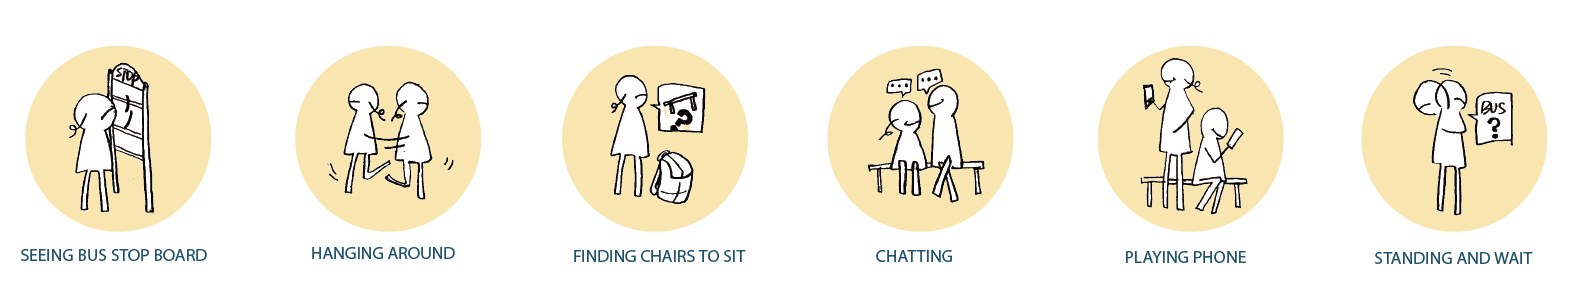 STOP
BUS
?
?
SEEING BUS STOP BOARD
HANGING AROUND
FINDING CHAIRS TO SIT
CHATTING
PLAYING PHONE
STANDING AND WAIT